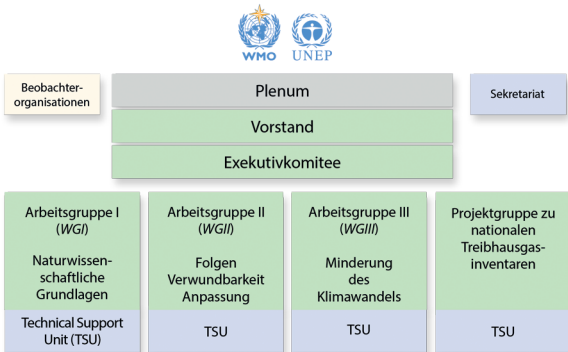 WMO
UNEP
Beobachter-
organisationen
Plenum
Sekretariat
Vorstand
Exekutivkomitee
Arbeitsgruppe I
(WGI)
Naturwissen-
schaftliche
Grundlagen
Technical Support
Unit (TSU)
Arbeitsgruppe II
(WGII)
Folgen
Verwundbarkeit
Anpassung
TSU
Arbeitsgruppe III
(WGIII)
Minderung
des
Klimawandels
TSU
Projektgruppe zu
nationalen
Treibhausgas-
inventaren
TSU